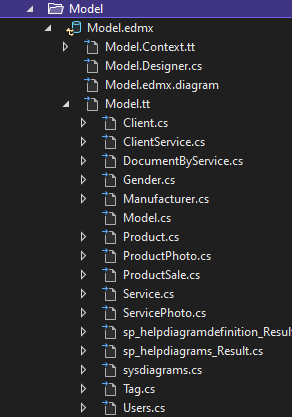 Model
Model.edmx
Model.Context.tt
Model.Designer.cs
Model.edmx.diagram
Model.tt
Client.cs
ClientService.cs
DocumentByService.cs
Gender.cs
Manufacturer.cs
Model.cs
Product.cs
ProductPhoto.cs
ProductSale.cs
Service.cs
ServicePhoto.cs
sp_helpdiagramdefinition_Resul
sp_helpdiagrams_Result.cs
sysdiagrams.cs
Tag.cs
Users.cs